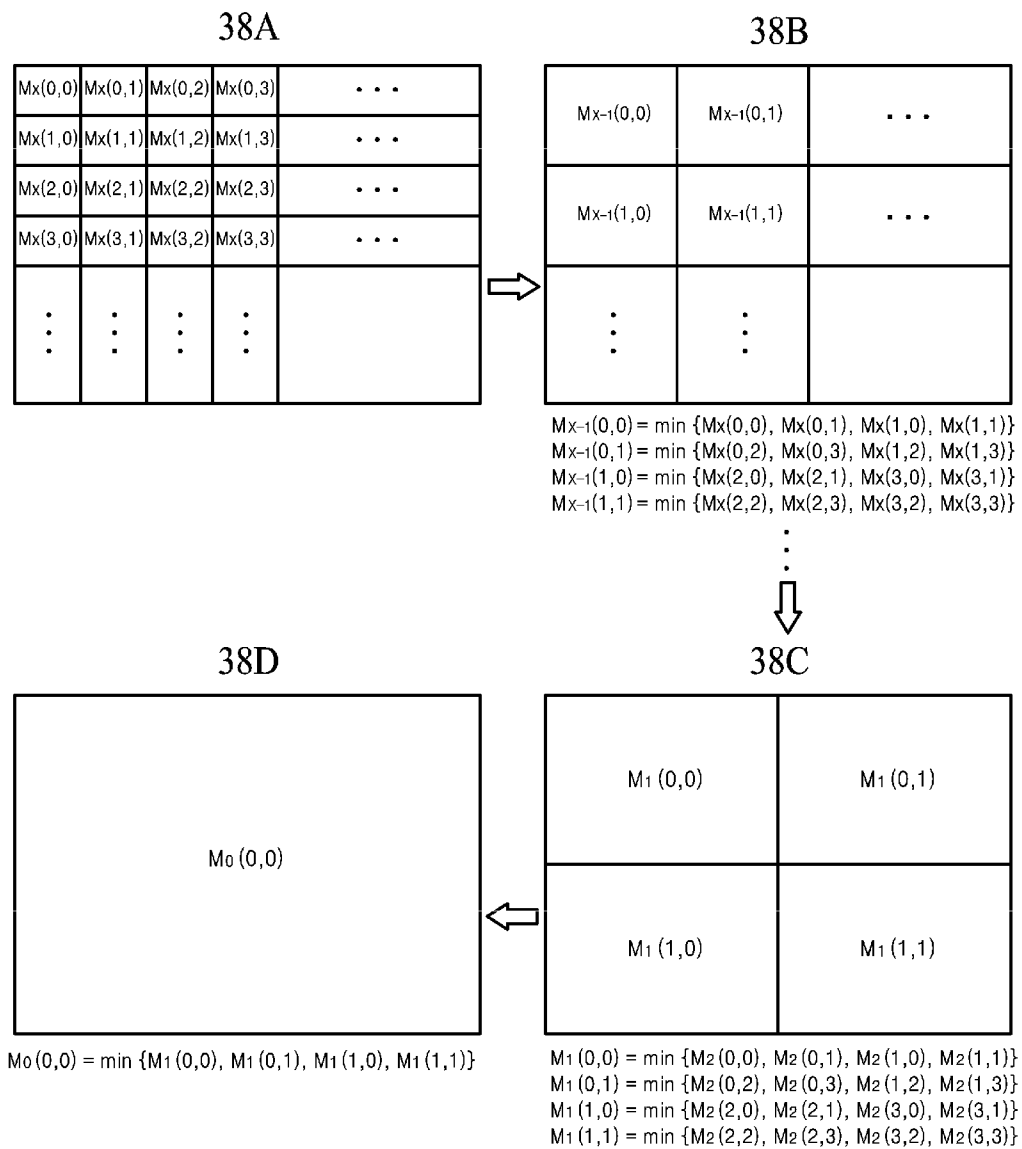 38A
Mx(0,0) Mx(0,1) Mx(0,2) Mx(0,3) • • •
Mx(1,0) Mx(1,1) Mx(1,2) Mx(1,3) • • •
Mx(2,0) Mx(2,1) Mx(2,2) Mx(2,3) • • •
Mx(3,0) Mx(3,1) Mx(3,2) Mx(3,3) • • •
38B
Mx-1(0,0) Mx-1(0,1) • • •
Mx-1(1,0) Mx-1(1,1) • • •
Mx-1(0,0) = min {Mx(0,0), Mx(0,1), Mx(1,0), Mx(1,1)}
Mx-1(0,1) = min {Mx(0,2), Mx(0,3), Mx(1,2), Mx(1,3)}
Mx-1(1,0) = min {Mx(2,0), Mx(2,1), Mx(3,0), Mx(3,1)}
Mx-1(1,1) = min {Mx(2,2), Mx(2,3), Mx(3,2), Mx(3,3)}
38C
M1 (0,0) M1 (0,1)
M1 (1,0) M1 (1,1)
M1 (0,0) = min {M2 (0,0), M2 (0,1), M2 (1,0), M2 (1,1)}
M1 (0,1) = min {M2 (0,2), M2 (0,3), M2 (1,2), M2 (1,3)}
M1 (1,0) = min {M2 (2,0), M2 (2,1), M2 (3,0), M2 (3,1)}
M1 (1,1) = min {M2 (2,2), M2 (2,3), M2 (3,2), M2 (3,3)}
38D
M0 (0,0)
M0 (0,0) = min {M1 (0,0), M1 (0,1), M1 (1,0), M1 (1,1)}